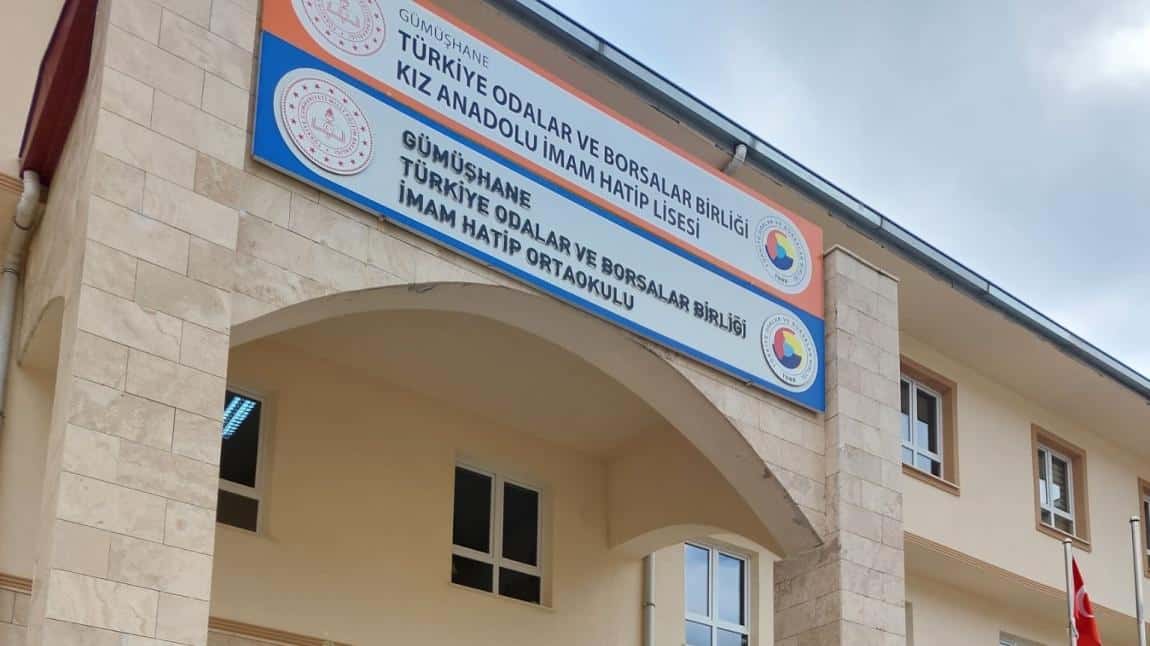 GÜMÜŞHANE
TÜRKİYE ODALAR VE BORSALAR BİRLİĞİ
KIZ ANADOLU İMAM HATİP LİSESİ
GÜMÜŞHANE
TÜRKİYE ODALAR VE BORSALAR BİRLİĞİ
İMAM HATİP ORTAOKULU